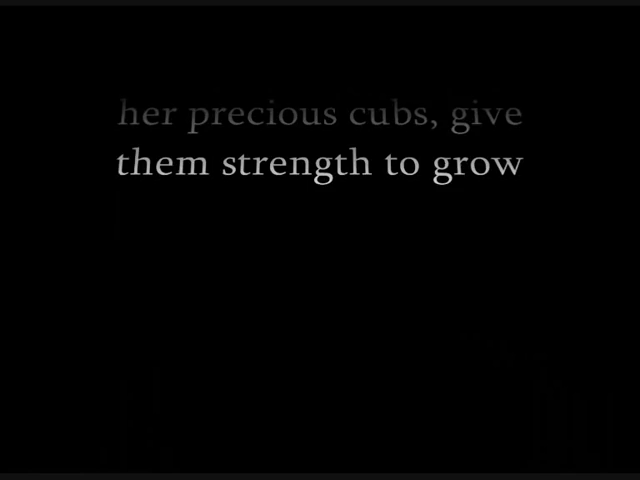 her precious cubs, give
them strength to grow